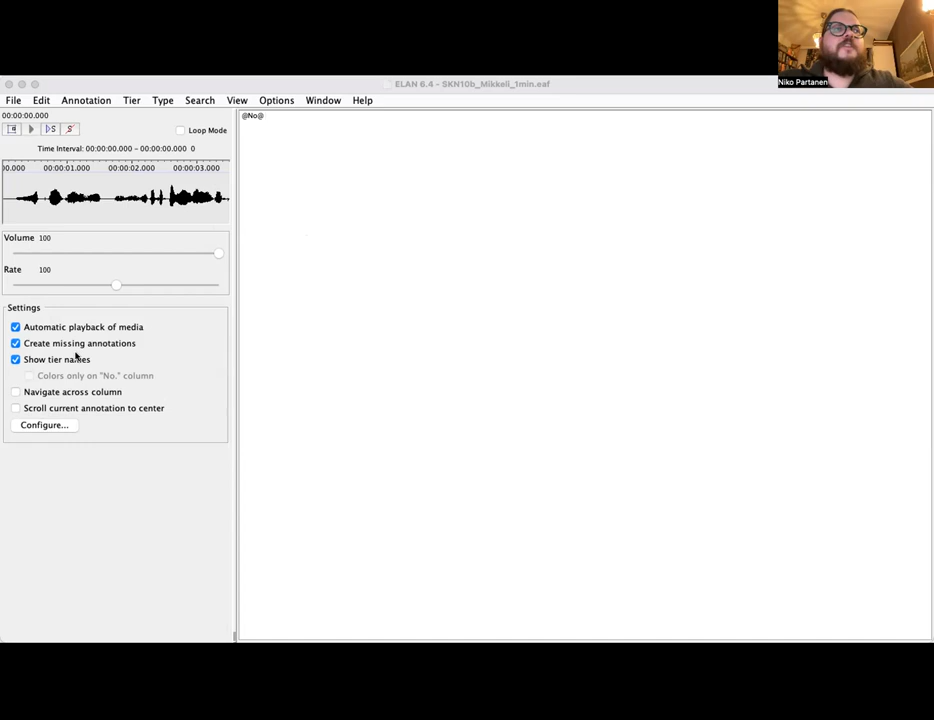 Niko Partanen
ELAN 6.4 - SKN10b_Mikkeli_1min.eaf
File Edit Annotation Tier Type Search View Options Window Help
00:00:00.000
@No@
Loop Mode
Time Interval: 00:00:00.000 - 00:00:00.000 0
00.000 00:00:01.000 00:00:02.000 00:00:03.000
Volume 100
Rate 100
Settings
Automatic playback of media
Create missing annotations
Show tier names
Colors only on "No." column
Navigate across column
Scroll current annotation to center
Configure...